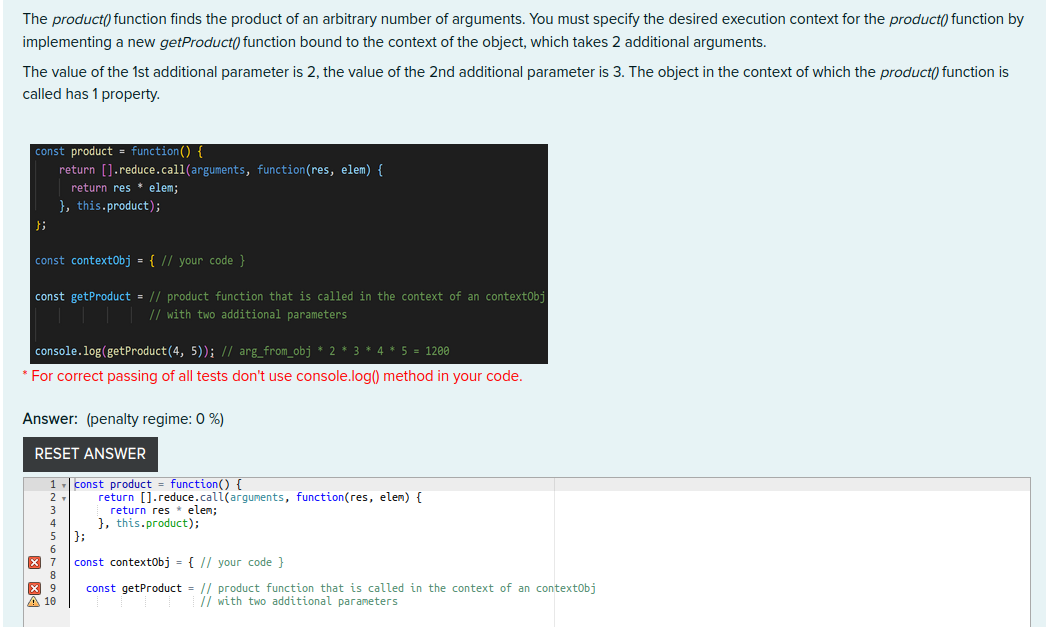 The product() function finds the product of an arbitrary number of arguments. You must specify the desired execution context for the product() function by
implementing a new getProduct() function bound to the context of the object, which takes 2 additional arguments.
The value of the 1st additional parameter is 2, the value of the 2nd additional parameter is 3. The object in the context of which the product() function is
called has 1 property.
const product = function() {
return [].reduce.call(arguments, function(res, elem) {
return res * elem;
}, this.product);
};
const contextObj = { // your code }
const getProduct = // product function that is called in the context of an contextObj
// with two additional parameters
console.log(getProduct(4, 5)); // arg_from_obj * 2 * 3 * 4 * 5 = 1200
* For correct passing of all tests don't use console.log() method in your code.
Answer: (penalty regime: 0 %)
RESET ANSWER
1 const product = function() {
2 return [].reduce.call(arguments, function(res, elem) {
3 return res * elem;
4 }, this.product);
5 };
6
7 const contextObj = { // your code }
8
9 const getProduct = // product function that is called in the context of an contextObj
10 // with two additional parameters